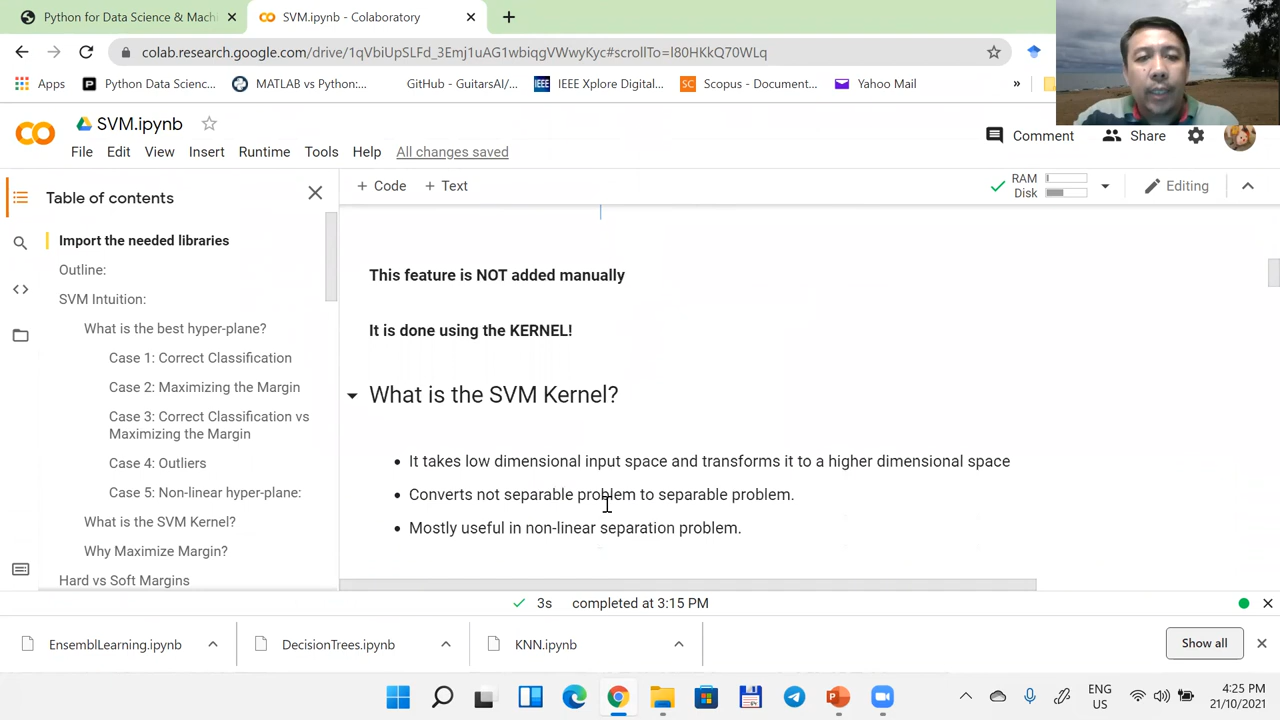 Python for Data Science & Machi
SVM.ipynb - Colaboratory
colab.research.google.com/drive/1qVbiUpSLFd_3Emj1uAG1wbiqgVWwyKyc#scrollTo=l80HKkQ70WLq
Apps
Python Data Scienc...
MATLAB vs Python:...
GitHub - GuitarsAI/...
IEEE
IEEE Xplore Digital...
SC
Scopus - Document...
Yahoo Mail
»
CO
SVM.ipynb
Comment
Share
File Edit View Insert Runtime Tools Help All changes saved
Table of contents
+ Code + Text
RAM
Disk
Editing
Import the needed libraries
Outline:
SVM Intuition:
What is the best hyper-plane?
Case 1: Correct Classification
Case 2: Maximizing the Margin
Case 3: Correct Classification vs
Maximizing the Margin
Case 4: Outliers
Case 5: Non-linear hyper-plane:
What is the SVM Kernel?
Why Maximize Margin?
Hard vs Soft Margins
This feature is NOT added manually
It is done using the KERNEL!
What is the SVM Kernel?
• It takes low dimensional input space and transforms it to a higher dimensional space
• Converts not separable problem to separable problem.
• Mostly useful in non-linear separation problem.
3s completed at 3:15 PM
EnsemblLearning.ipynb
DecisionTrees.ipynb
KNN.ipynb
Show all
ENG
US
4:25 PM
21/10/2021